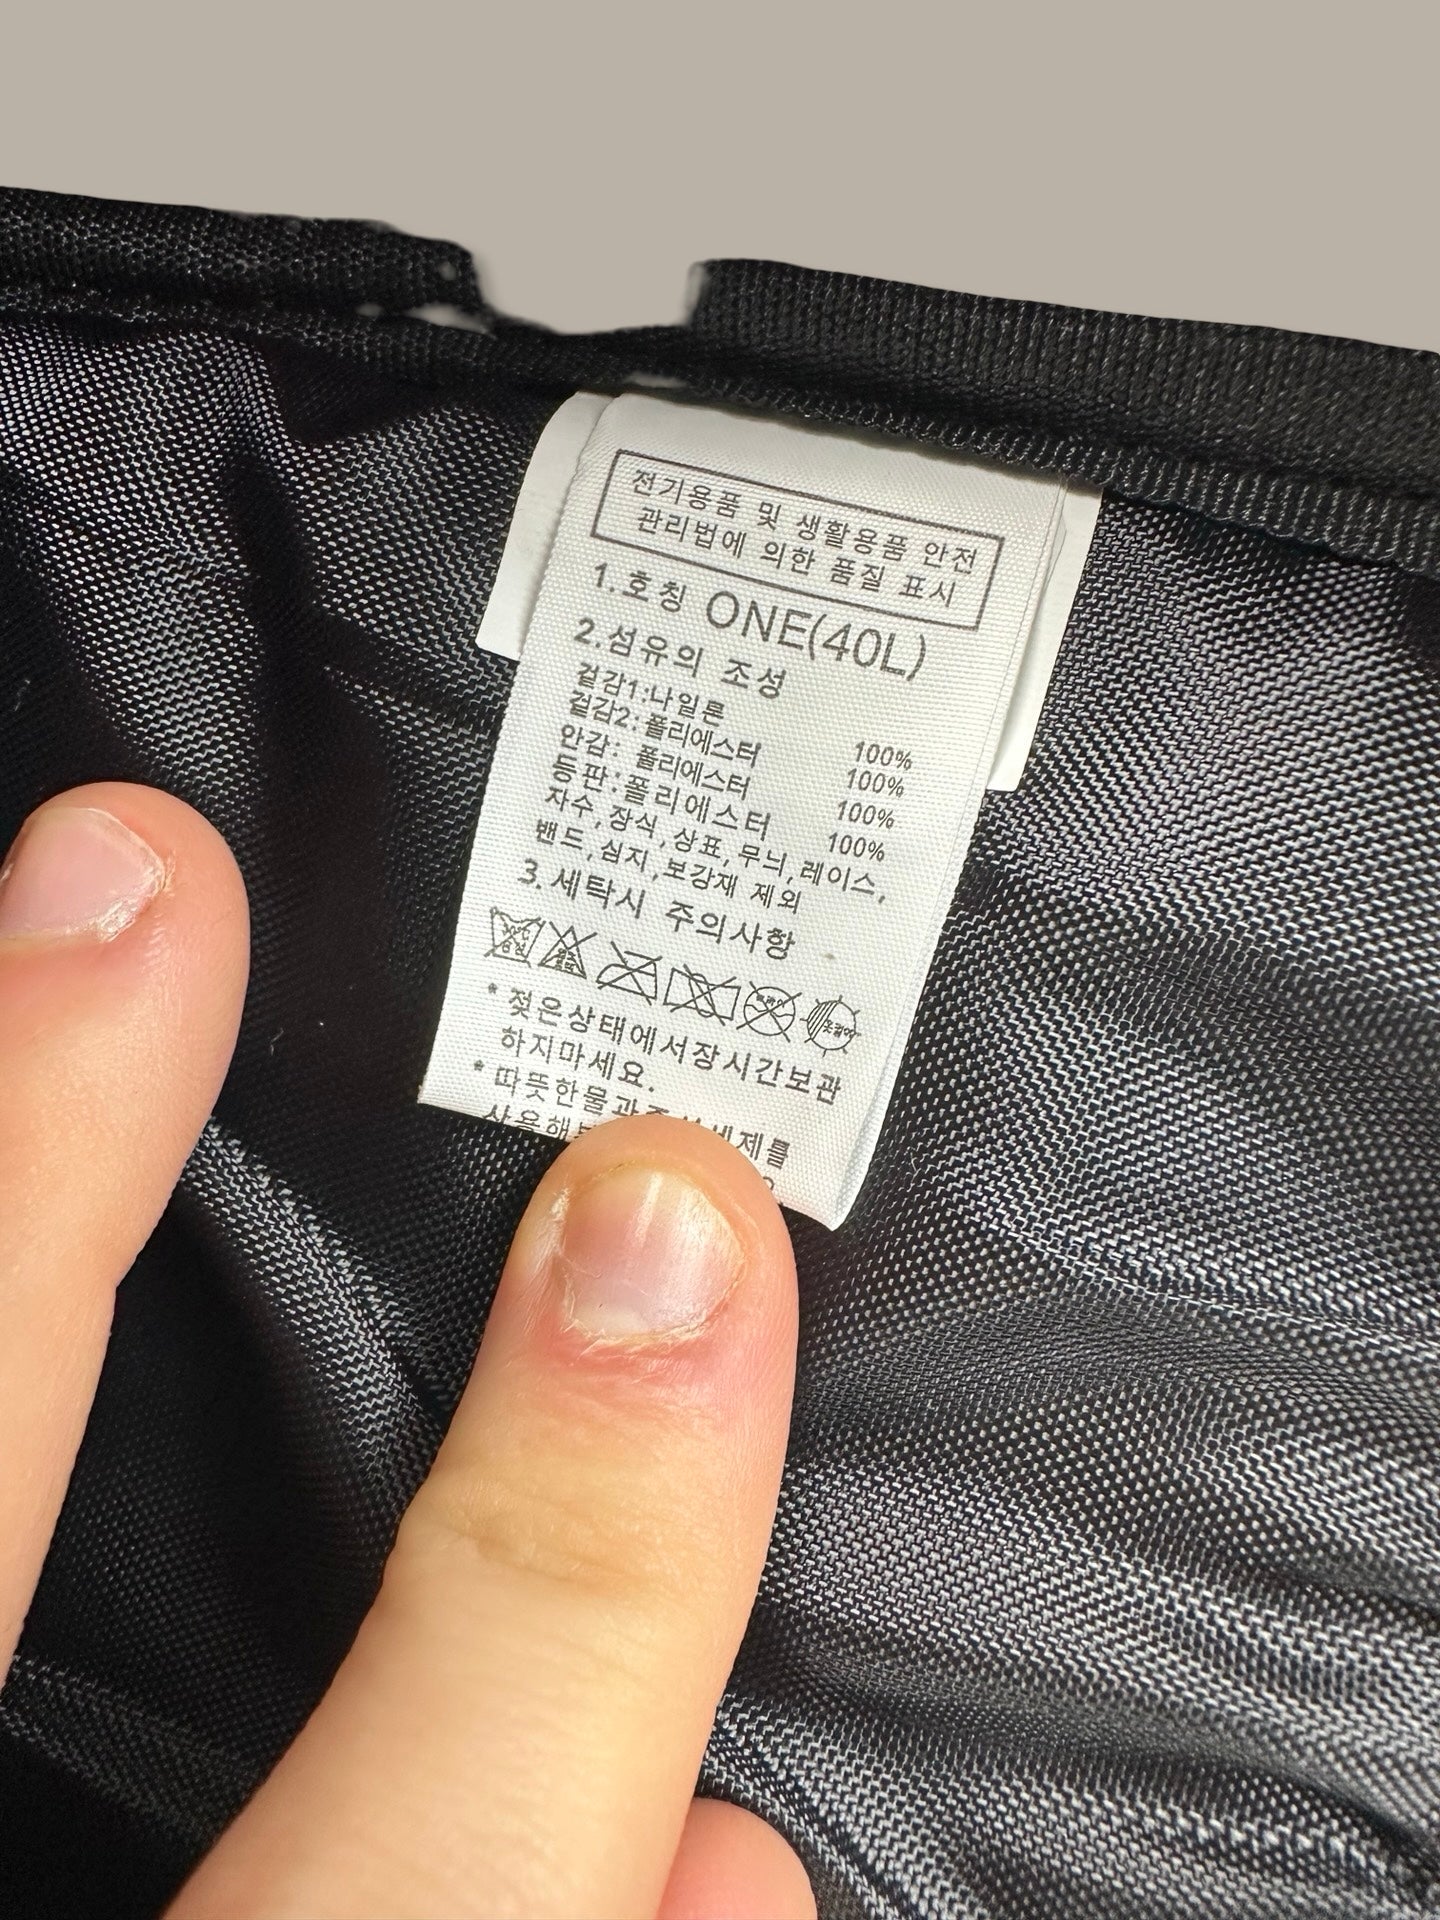 전기용품 및 생활용품 안전
관리법에 의한 품질 표시
1.호칭 ONE(40L)
2.섬유의 조성
겉감1:나일론 100%
겉감2:폴리에스터 100%
안감: 폴리에스터 100%
등판:폴리에스터 100%
자수,장식,상표,무늬,레이스,
밴드,심지,보강재 제외
3.세탁시 주의사항
*젖은상태에서장시간보관
하지마세요.
*따뜻한물과 세제를